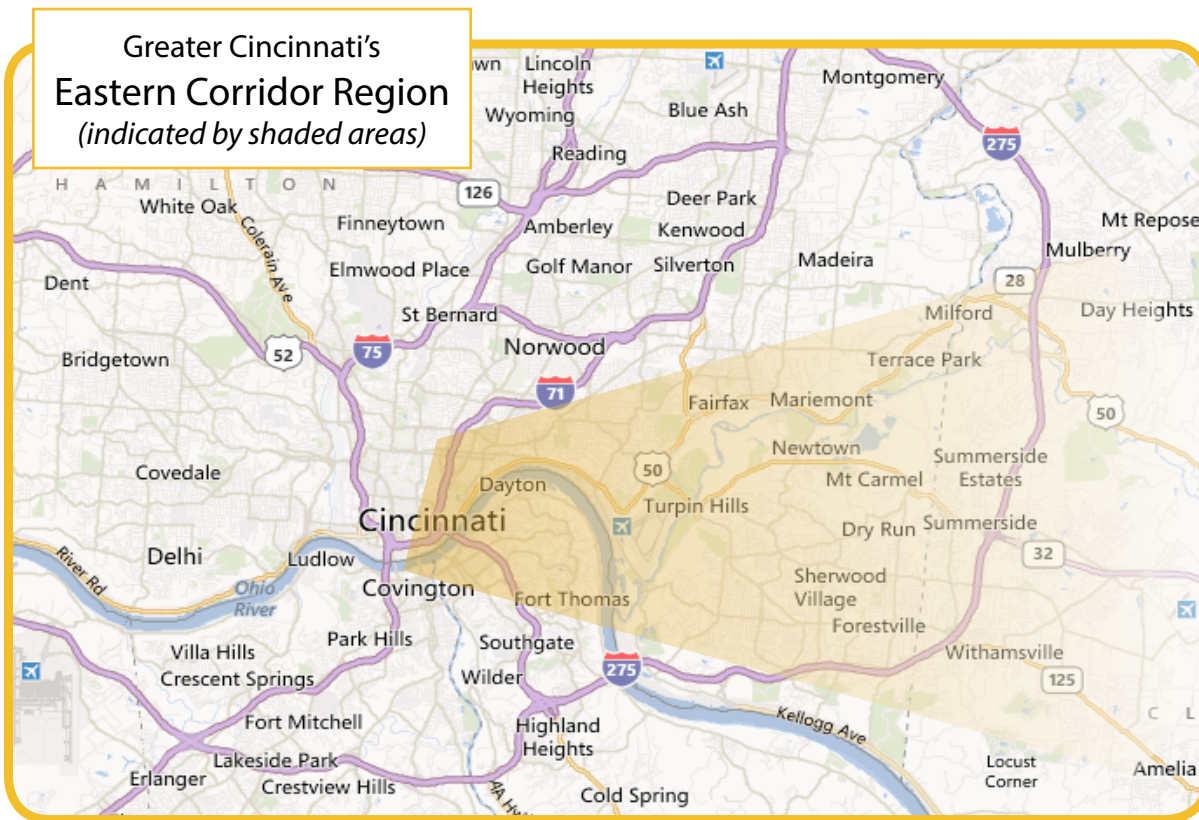 Greater Cincinnati's
Eastern Corridor Region
(indicated by shaded areas)
Lincoln
Heights
Montgomery
Wyoming
Blue Ash
275
Reading
HAMILTON
126
White Oak
Deer Park
Finneytown
Amberley
Kenwood
Mt Repose
Colerain Ave
Mulberry
Elmwood Place
Golf Manor
Silverton
Madeira
Dent
28
St Bernard
Milford
Day Heights
52
75
Norwood
Bridgetown
Terrace Park
71
Fairfax
Mariemont
50
Newtown
Covedale
50
Summerside
Estates
Dayton
Mt Carmel
Turpin Hills
Cincinnati
Dry Run
Summerside
Delhi
Ludlow
32
River Rd
Ohio
River
Covington
Sherwood
Village
Fort Thomas
Forestville
Park Hills
Southgate
Villa Hills
Withamsville
Crescent Springs
Wilder
275
125
Fort Mitchell
Highland
Heights
Kellogg Ave
C L
Lakeside Park
Locust
Corner
Erlanger
Crestview Hills
Amelia
Cold Spring